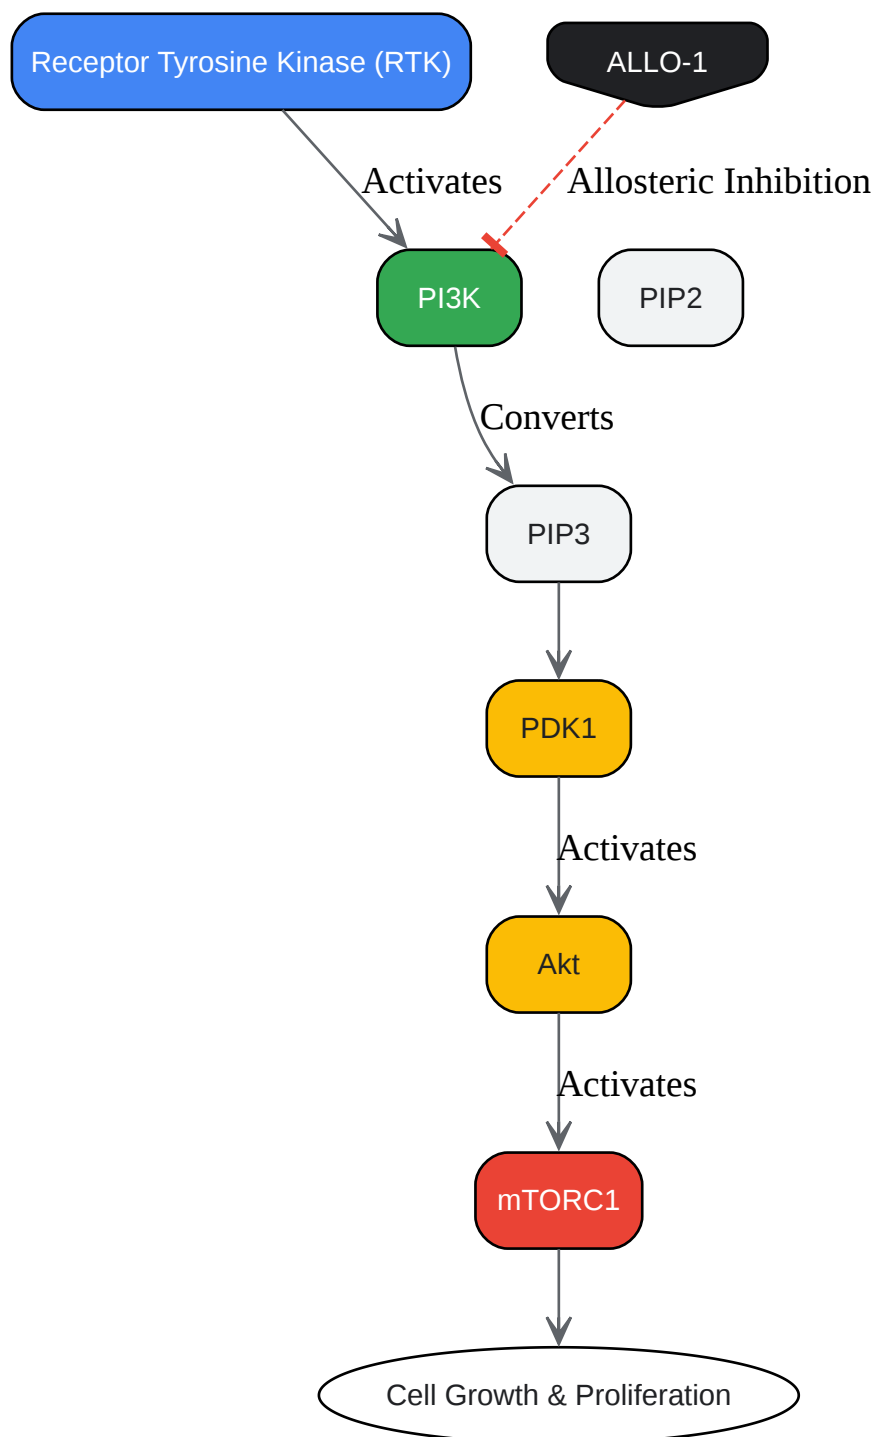 Receptor Tyrosine Kinase (RTK)
ALLO-1
Activates
Allosteric Inhibition
PI3K
PIP2
Converts
PIP3
PDK1
Activates
Akt
Activates
mTORC1
Cell Growth & Proliferation